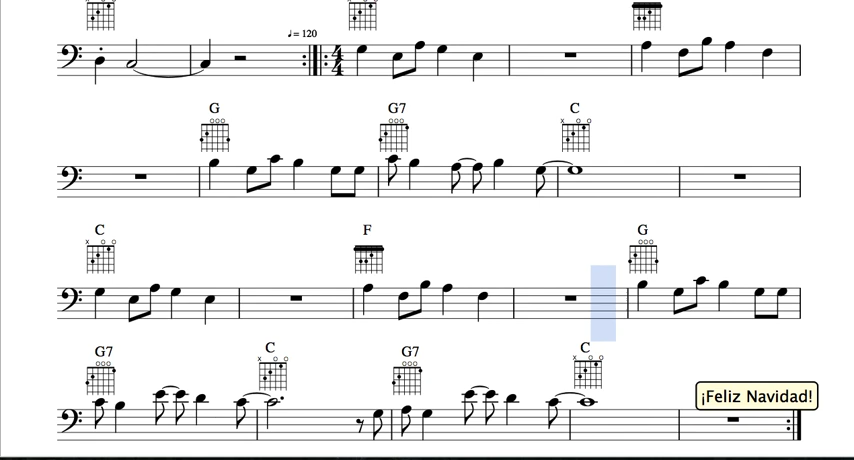 ♩= 120
G G7 C
C F G
G7 C G7 C
¡Feliz Navidad!